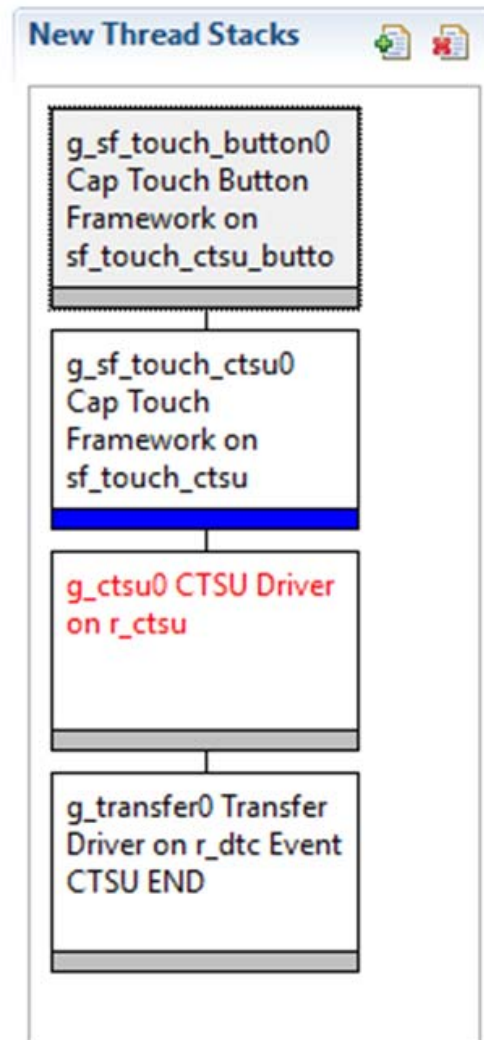 New Thread Stacks
g_sf_touch_button0
Cap Touch Button
Framework on
sf_touch_ctsu_butto
g_sf_touch_ctsu0
Cap Touch
Framework on
sf_touch_ctsu
g_ctsu0 CTSU Driver
on r_ctsu
g_transfer0 Transfer
Driver on r_dtc Event
CTSU END